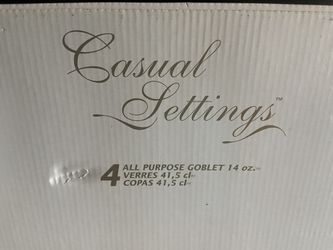 Casual
Settings™
4 ALL PURPOSE GOBLET 14 oz.
VERRES 41,5 cl
COPAS 41,5 cl